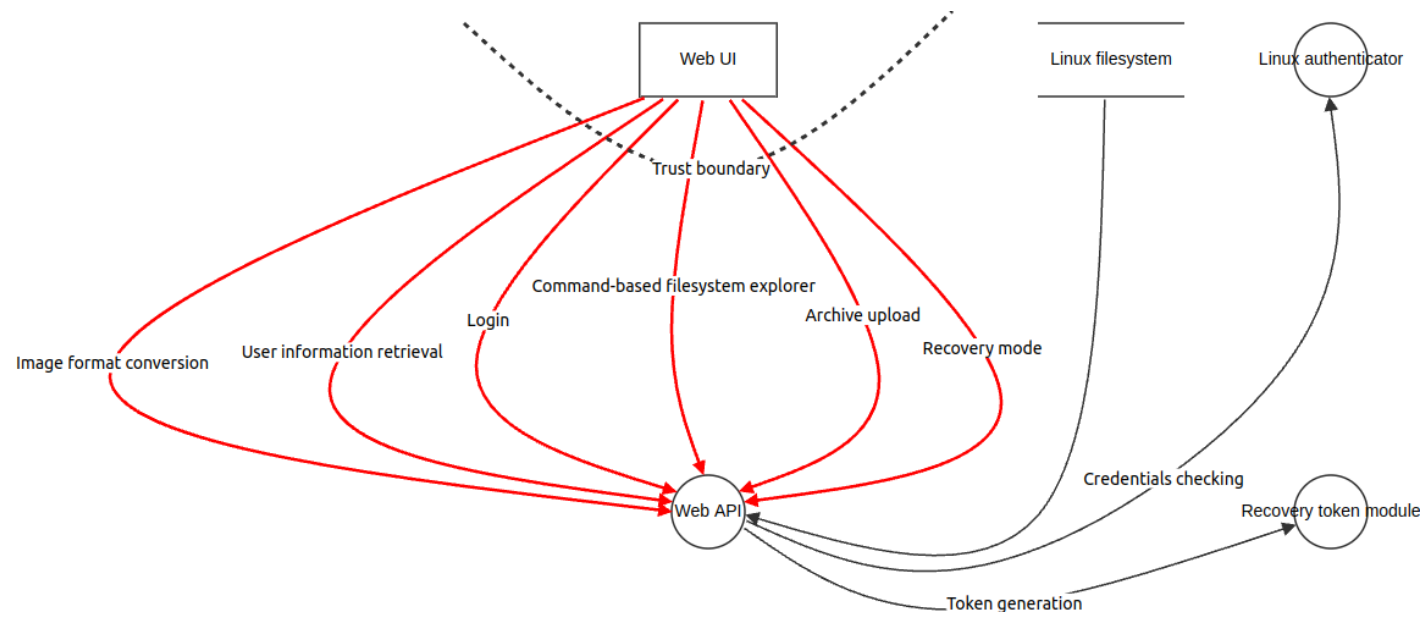 Web UI
Linux filesystem
Linux authenticator
Trust boundary
Command-based filesystem explorer
Archive upload
Login
Recovery mode
User information retrieval
Image format conversion
Credentials checking
Web API
Recovery token module
Token generation